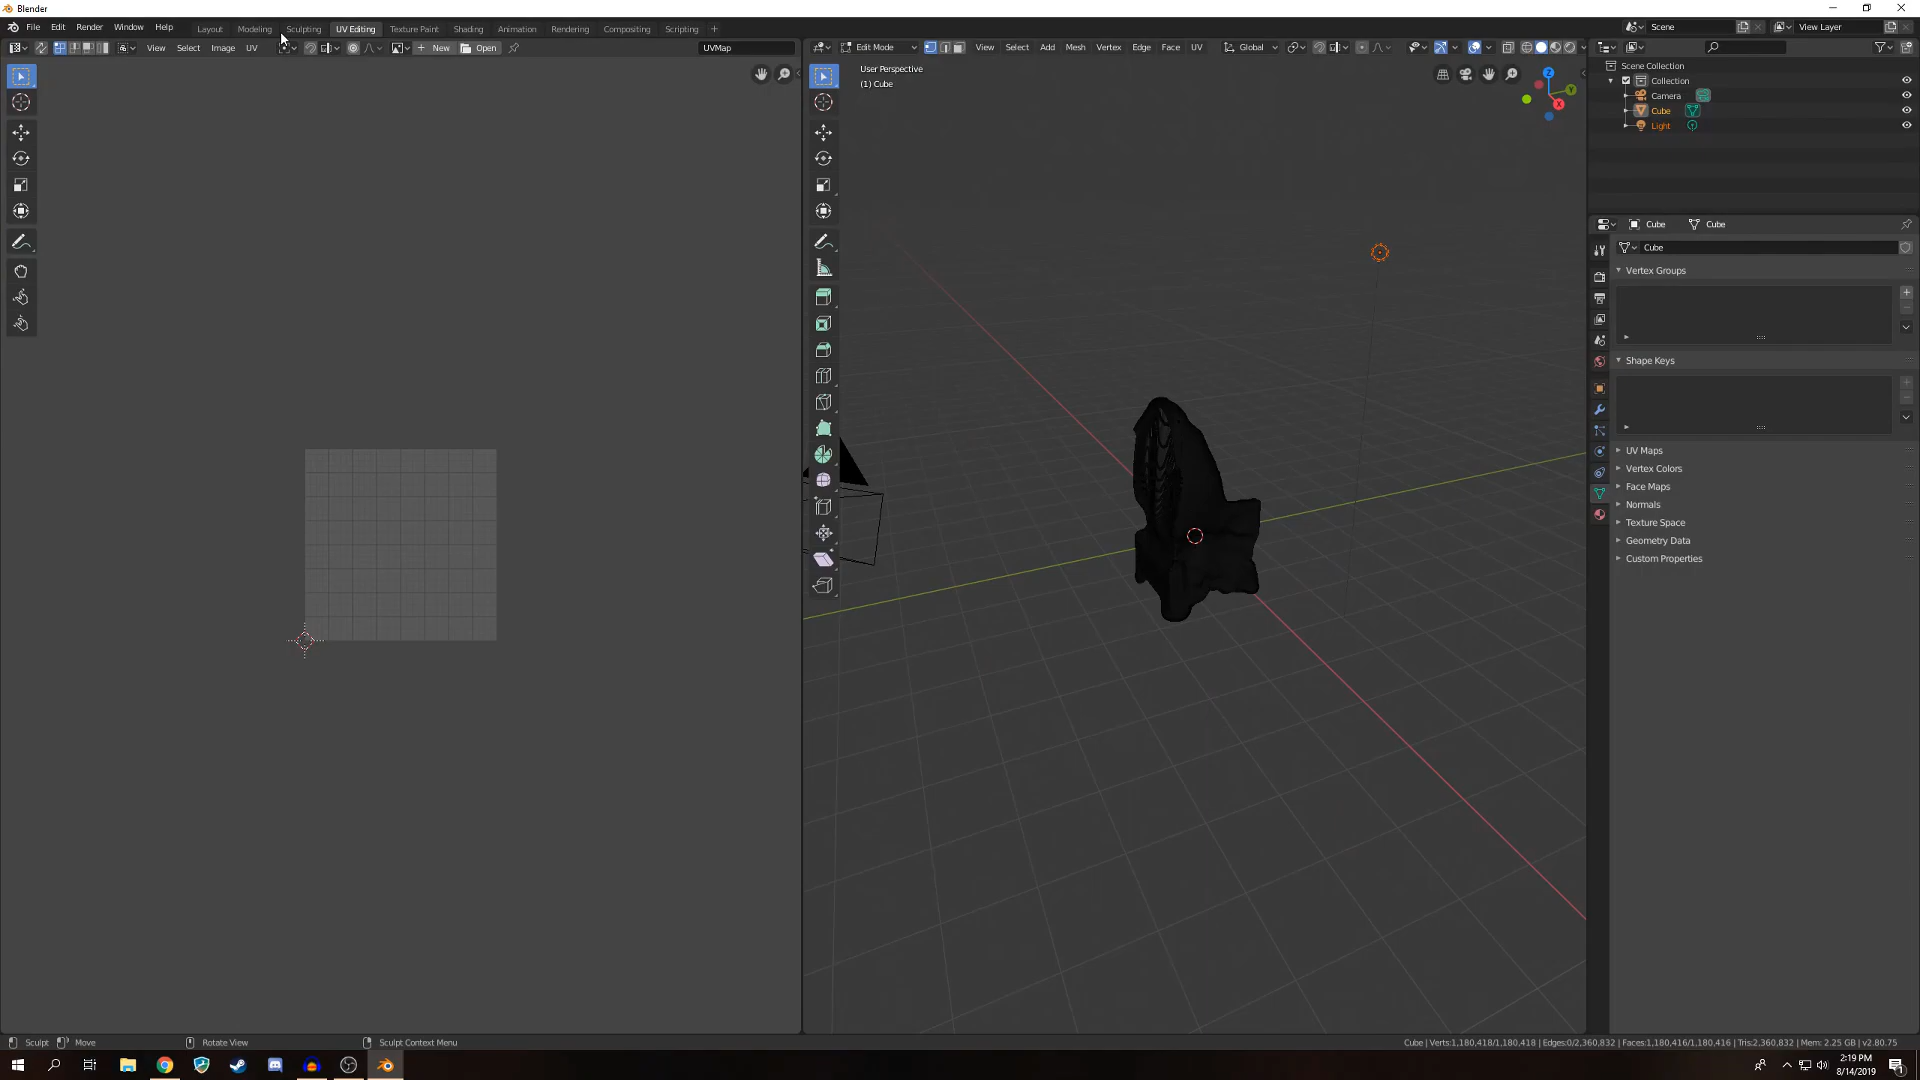 Blender
File Edit Render Window Help Layout Modeling Sculpting UV Editing Texture Paint Shading Animation Rendering Compositing Scripting + Scene View Layer
View Select Image UV New Open UVMap Edit Mode View Select Add Mesh Vertex Edge Face UV Global
User Perspective
(1) Cube
Scene Collection
Collection
Camera
Cube
Light
Z
Y
X
Cube Cube
Cube
Vertex Groups
Shape Keys
UV Maps
Vertex Colors
Face Maps
Normals
Texture Space
Geometry Data
Custom Properties
Sculpt Move Rotate View Sculpt Context Menu Cube | Verts:1,180,418/1,180,418 | Edges:0/2,360,832 | Faces:1,180,416/1,180,416 | Tris:2,360,832 | Mem: 2.25 GB | v2.80.75
2:19 PM
8/14/2019